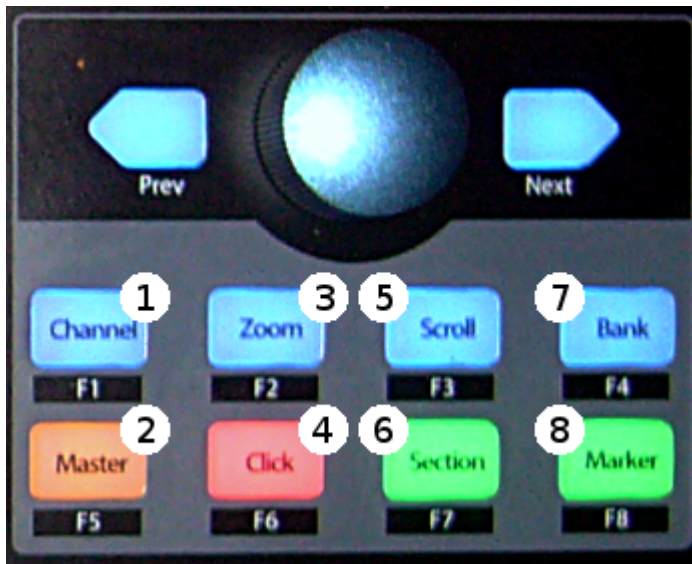 Prev
Next
1 3 5 7
Channel Zoom Scroll Bank
F1 F2 F3 F4
2 4 6 8
Master Click Section Marker
F5 F6 F7 F8